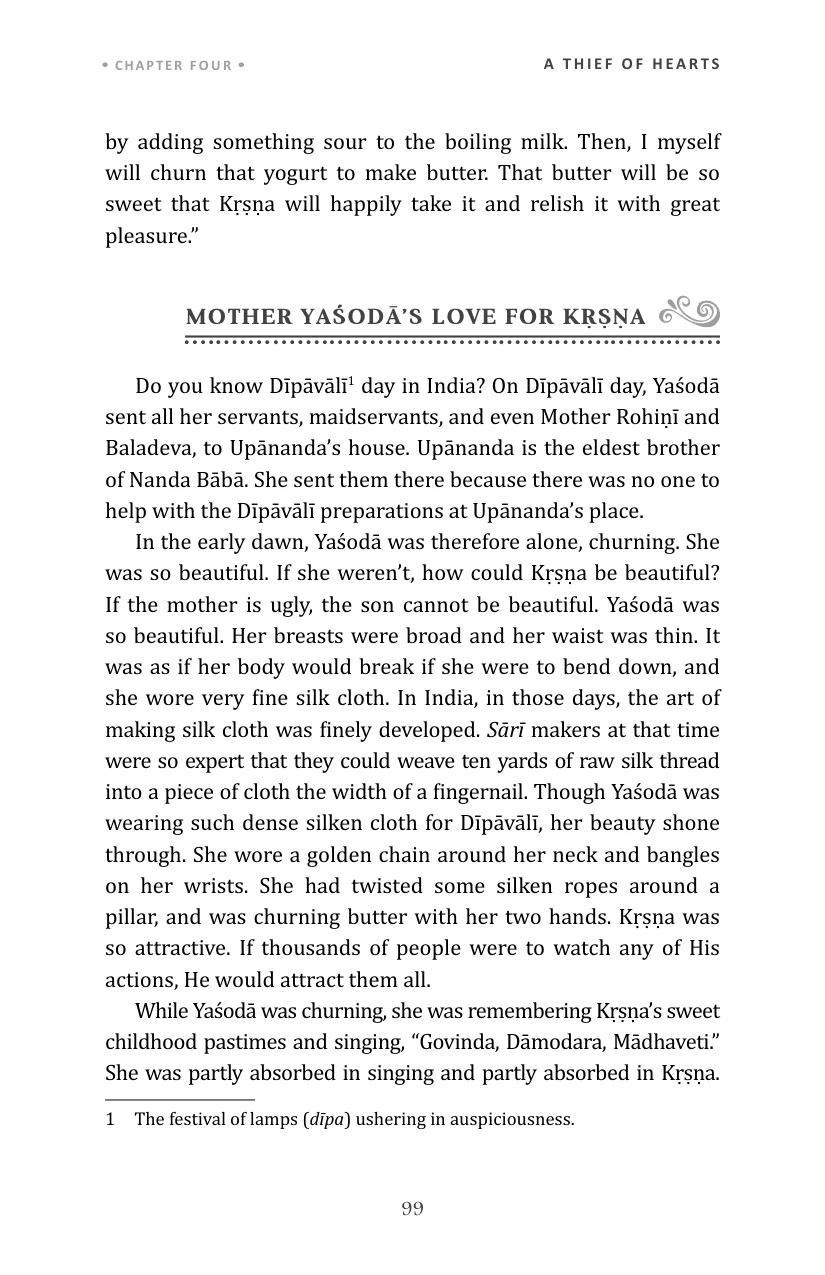 • CHAPTER FOUR •
A THIEF OF HEARTS
by adding something sour to the boiling milk. Then, I myself
will churn that yogurt to make butter. That butter will be so
sweet that Kṛṣṇa will happily take it and relish it with great
pleasure.”
MOTHER YAŚODĀ’S LOVE FOR KṚṢṆA
Do you know Dīpāvālī¹ day in India? On Dīpāvālī day, Yaśodā
sent all her servants, maidservants, and even Mother Rohiṇī and
Baladeva, to Upānanda’s house. Upānanda is the eldest brother
of Nanda Bābā. She sent them there because there was no one to
help with the Dīpāvālī preparations at Upānanda’s place.
In the early dawn, Yaśodā was therefore alone, churning. She
was so beautiful. If she weren’t, how could Kṛṣṇa be beautiful?
If the mother is ugly, the son cannot be beautiful. Yaśodā was
so beautiful. Her breasts were broad and her waist was thin. It
was as if her body would break if she were to bend down, and
she wore very fine silk cloth. In India, in those days, the art of
making silk cloth was finely developed. Sārī makers at that time
were so expert that they could weave ten yards of raw silk thread
into a piece of cloth the width of a fingernail. Though Yaśodā was
wearing such dense silken cloth for Dīpāvālī, her beauty shone
through. She wore a golden chain around her neck and bangles
on her wrists. She had twisted some silken ropes around a
pillar, and was churning butter with her two hands. Kṛṣṇa was
so attractive. If thousands of people were to watch any of His
actions, He would attract them all.
While Yaśodā was churning, she was remembering Kṛṣṇa’s sweet
childhood pastimes and singing, “Govinda, Dāmodara, Mādhaveti.”
She was partly absorbed in singing and partly absorbed in Kṛṣṇa.
1 The festival of lamps (dīpa) ushering in auspiciousness.
99